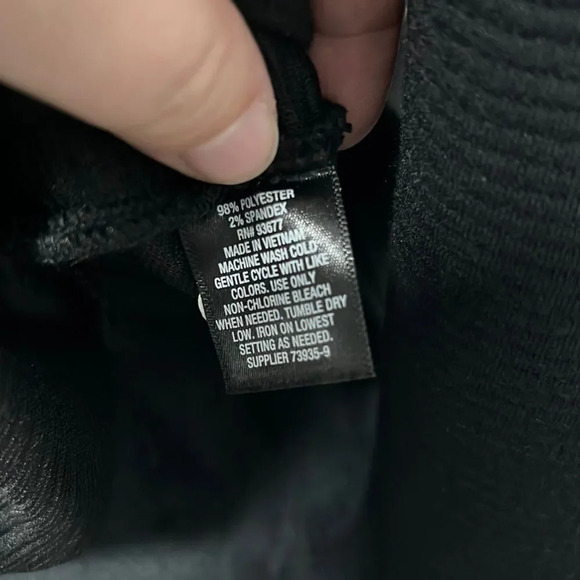 98% POLYESTER
2% SPANDEX
RN# 93677
MADE IN VIETNAM
MACHINE WASH COLD
GENTLE CYCLE WITH LIKE
COLORS. USE ONLY
NON-CHLORINE BLEACH
WHEN NEEDED. TUMBLE DRY
LOW. IRON ON LOWEST
SETTING AS NEEDED.
SUPPLIER 73935-9